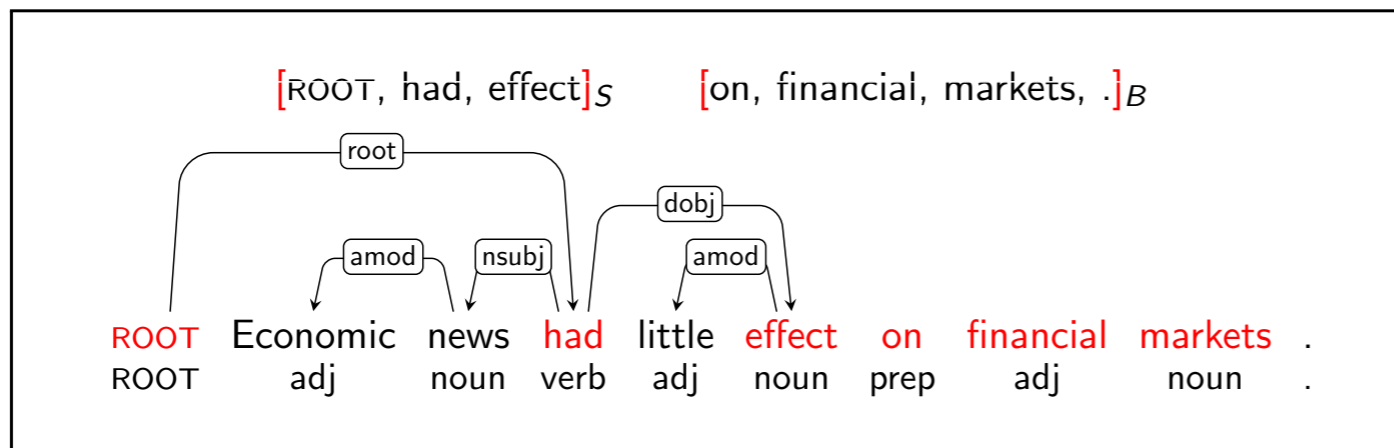 [ROOT, had, effect]S [on, financial, markets, .]B
root
dobj
amod nsubj amod
ROOT Economic news had little effect on financial markets .
ROOT adj noun verb adj noun prep adj noun .